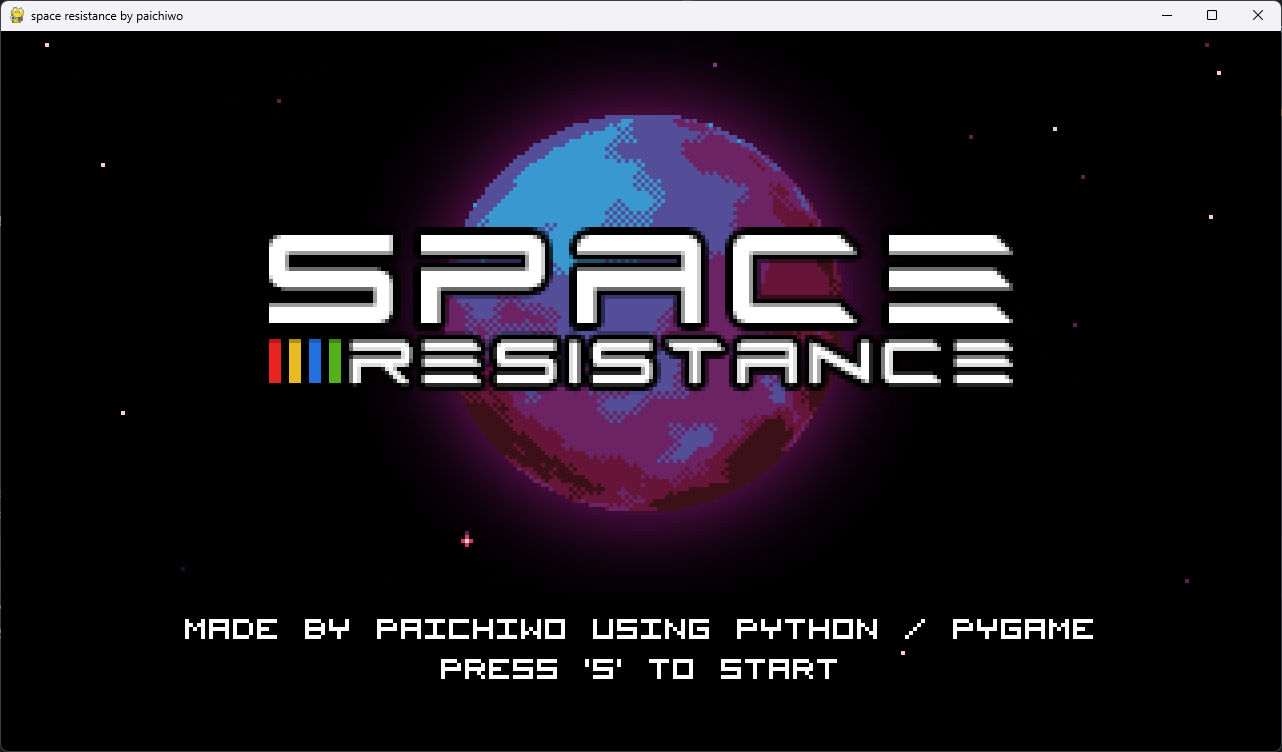 space resistance by paichiwo
SPACE
RESISTANCE
MADE BY PAICHIWO USING PYTHON / PYGAME
PRESS 'S' TO START